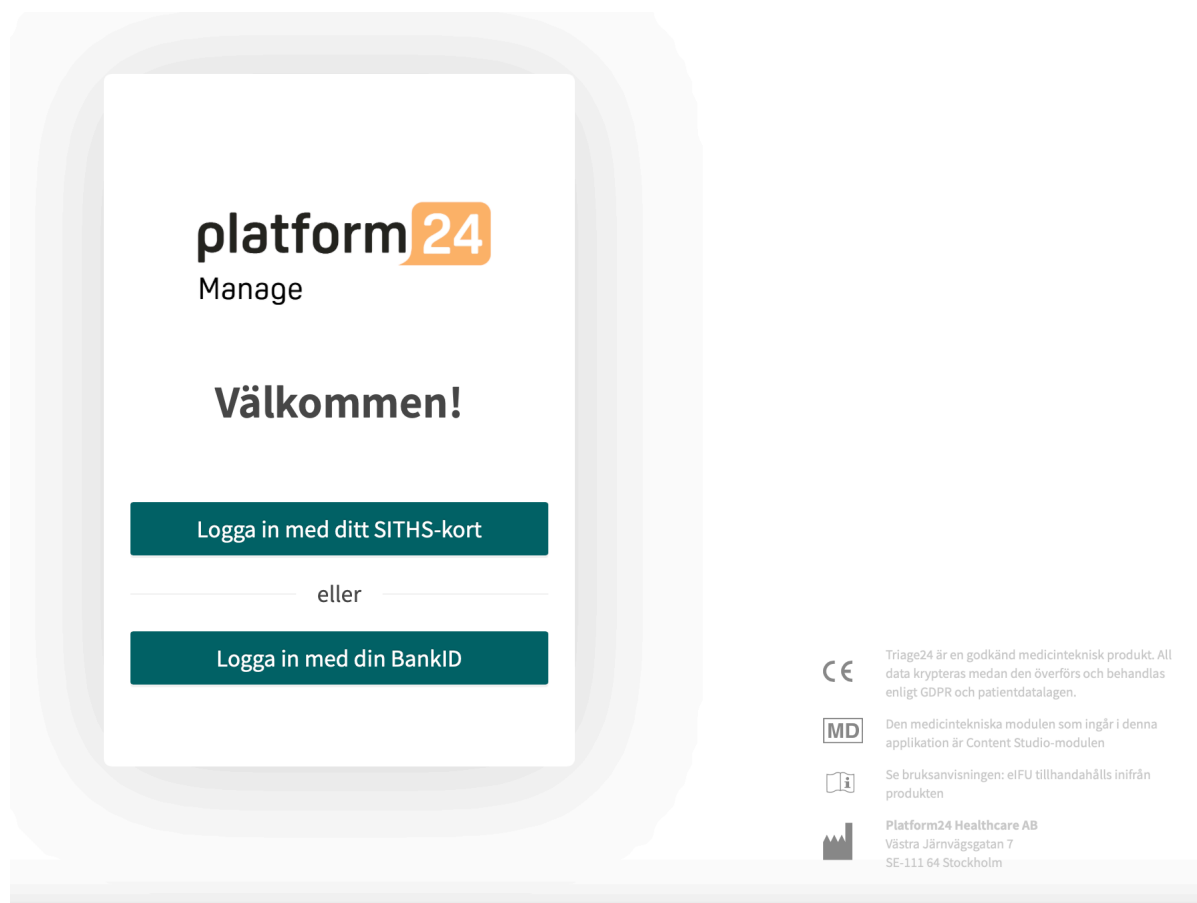 platform24
Manage
Välkommen!
Logga in med ditt SITHS-kort
eller
Logga in med din BankID
CE
Triage24 är en godkänd medicinteknisk produkt. All
data krypteras medan den överförs och behandlas
enligt GDPR och patientdatalagen.
MD
Den medicintekniska modulen som ingår i denna
applikation är Content Studio-modulen
i
Se bruksanvisningen: eIFU tillhandahålls inifrån
produkten
Platform24 Healthcare AB
Västra Järnvägsgatan 7
SE-111 64 Stockholm